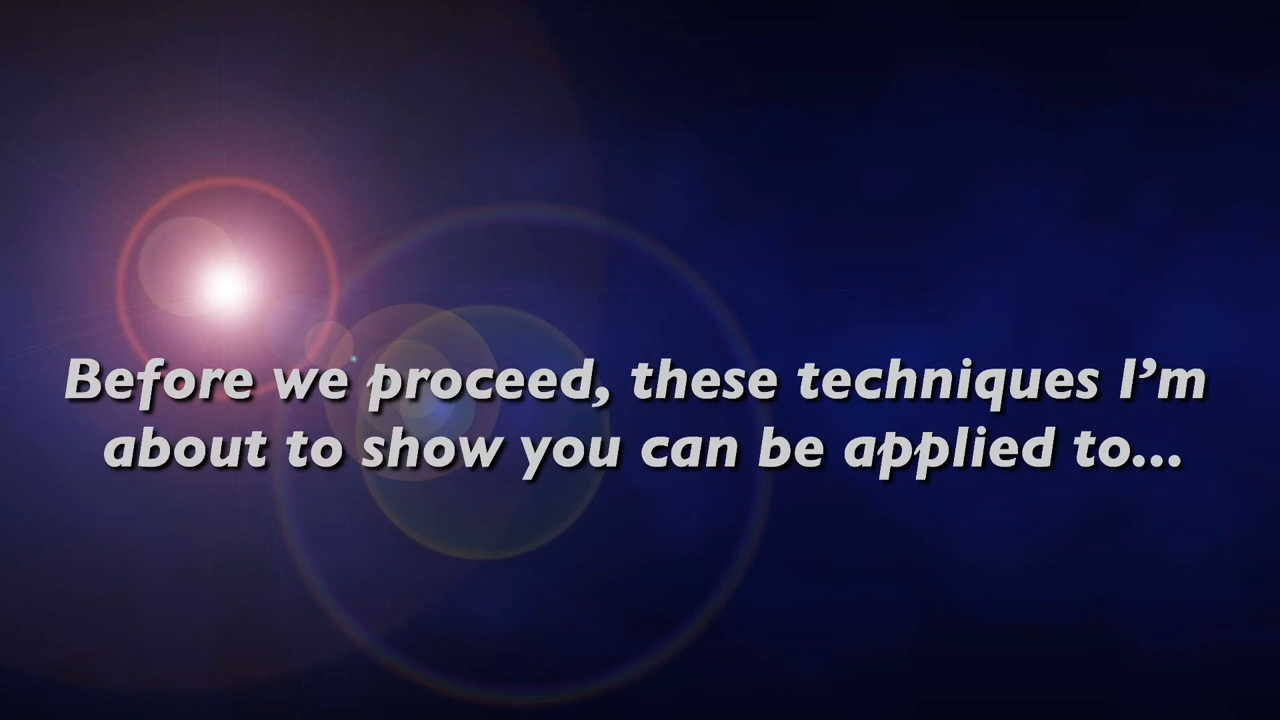 Before we proceed, these techniques I’m
about to show you can be applied to...